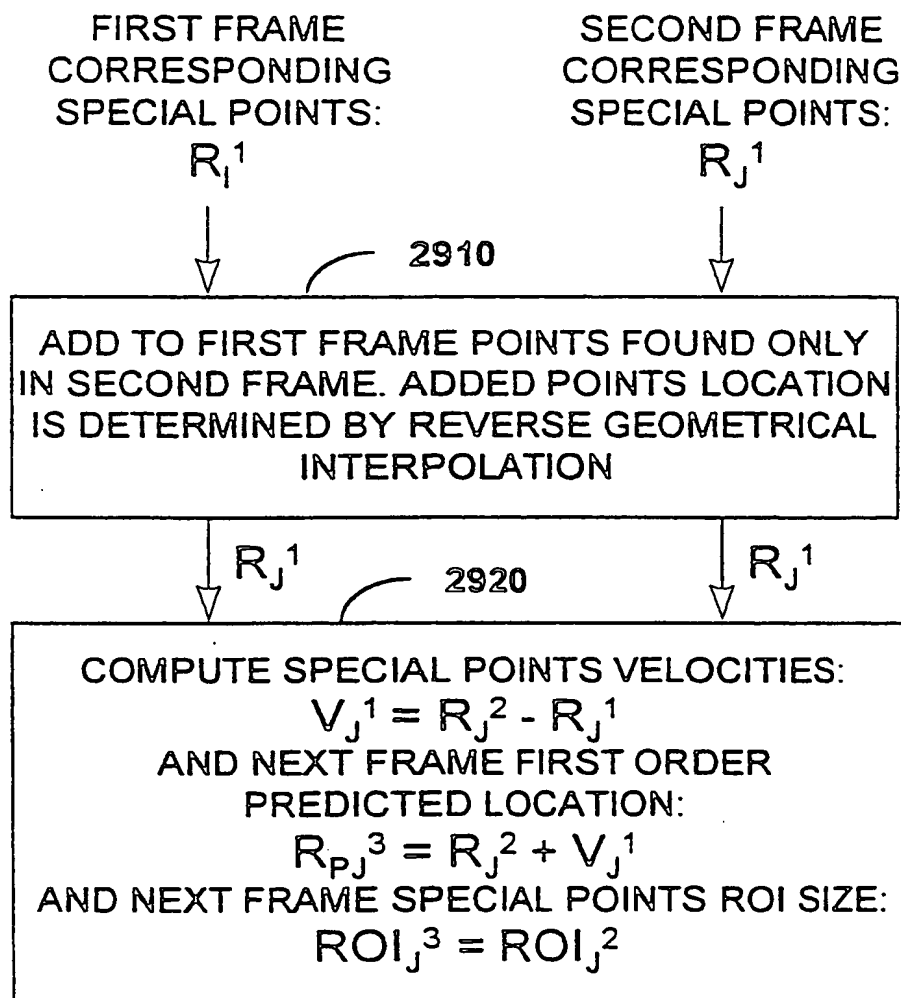 FIRST FRAME
CORRESPONDING
SPECIAL POINTS:
R_I^1
SECOND FRAME
CORRESPONDING
SPECIAL POINTS:
R_J^1
2910
ADD TO FIRST FRAME POINTS FOUND ONLY
IN SECOND FRAME. ADDED POINTS LOCATION
IS DETERMINED BY REVERSE GEOMETRICAL
INTERPOLATION
R_J^1
R_J^1
2920
COMPUTE SPECIAL POINTS VELOCITIES:
V_J^1 = R_J^2 - R_J^1
AND NEXT FRAME FIRST ORDER
PREDICTED LOCATION:
R_PJ^3 = R_J^2 + V_J^1
AND NEXT FRAME SPECIAL POINTS ROI SIZE:
ROI_J^3 = ROI_J^2